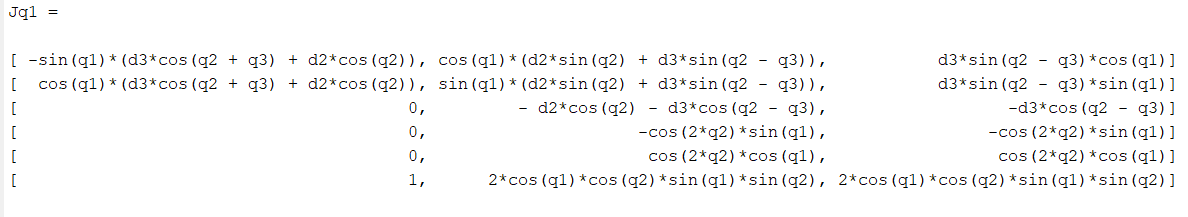 Jq1 =
[ -sin(q1)*(d3*cos(q2 + q3) + d2*cos(q2)), cos(q1)*(d2*sin(q2) + d3*sin(q2 - q3)), d3*sin(q2 - q3)*cos(q1)]
[ cos(q1)*(d3*cos(q2 + q3) + d2*cos(q2)), sin(q1)*(d2*sin(q2) + d3*sin(q2 - q3)), d3*sin(q2 - q3)*sin(q1)]
[ 0, - d2*cos(q2) - d3*cos(q2 - q3), -d3*cos(q2 - q3)]
[ 0, -cos(2*q2)*sin(q1), -cos(2*q2)*sin(q1)]
[ 0, cos(2*q2)*cos(q1), cos(2*q2)*cos(q1)]
[ 1, 2*cos(q1)*cos(q2)*sin(q1)*sin(q2), 2*cos(q1)*cos(q2)*sin(q1)*sin(q2)]